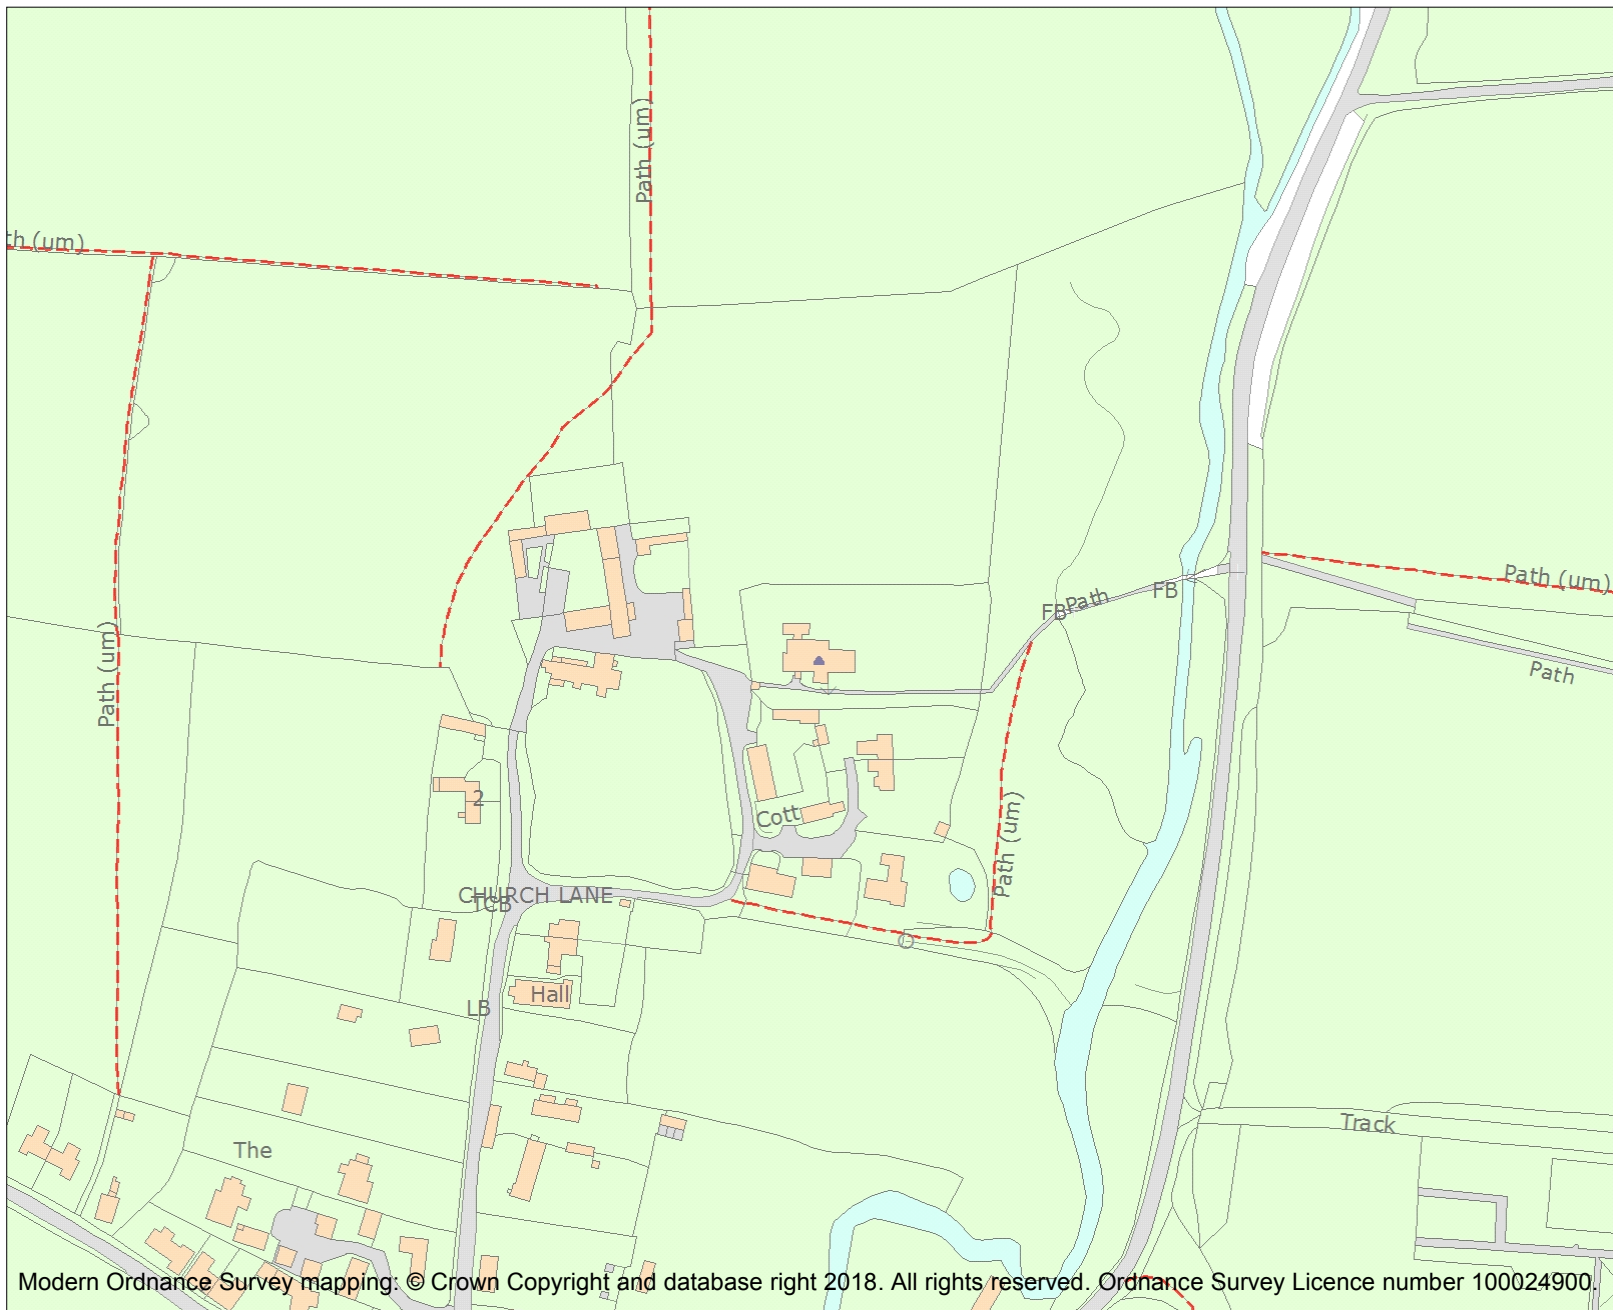 Path (um)
th (um)
Path (um)
Path (um)
FB
Path
FB
Path
Path (um)
2
Cott
Path (um)
CHURCH LANE
TCB
Hall
LB
Track
The
Modern Ordnance Survey mapping: © Crown Copyright and database right 2018. All rights reserved. Ordnance Survey Licence number 100024900.